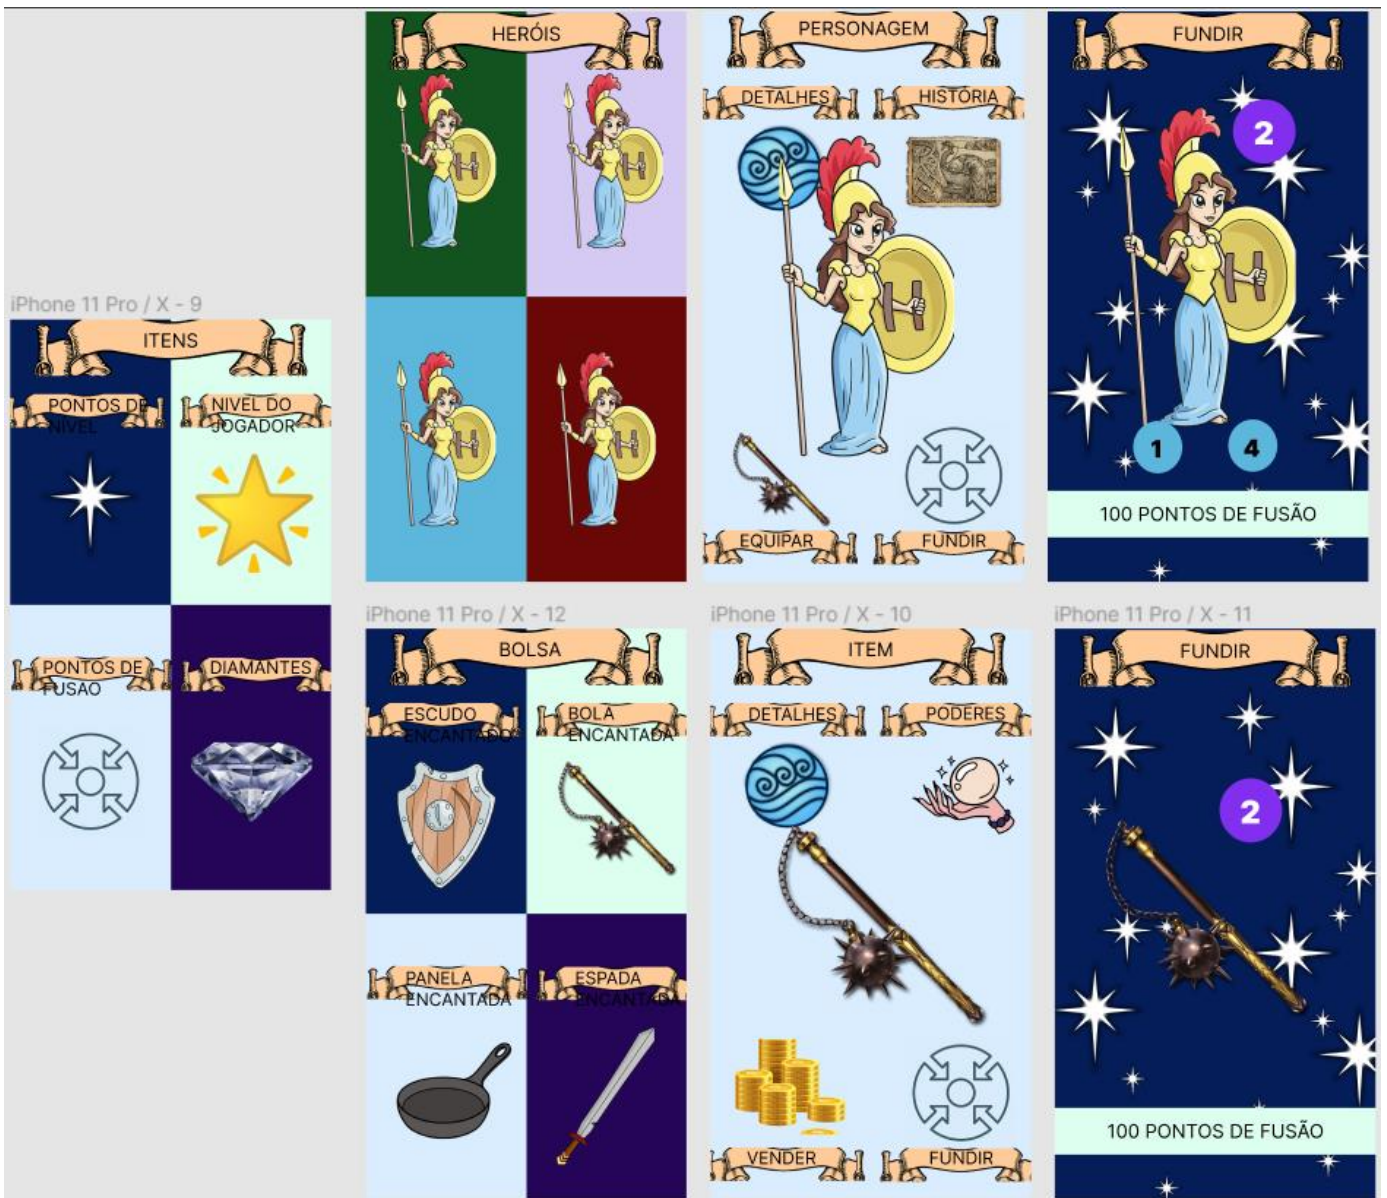 HERÓIS
PERSONAGEM
DETALHES
HISTÓRIA
EQUIPAR
FUNDIR
FUNDIR
2
1
4
100 PONTOS DE FUSÃO
iPhone 11 Pro / X - 9
ITENS
PONTOS DE
NÍVEL
NIVEL DO
JOGADOR
PONTOS DE
FUSAO
DIAMANTES
iPhone 11 Pro / X - 12
BOLSA
ESCUDO
ENCANTADO
BOLA
ENCANTADA
PANELA
ENCANTADA
ESPADA
ENCANTADA
iPhone 11 Pro / X - 10
ITEM
DETALHES
PODERES
VENDER
FUNDIR
iPhone 11 Pro / X - 11
FUNDIR
2
100 PONTOS DE FUSÃO